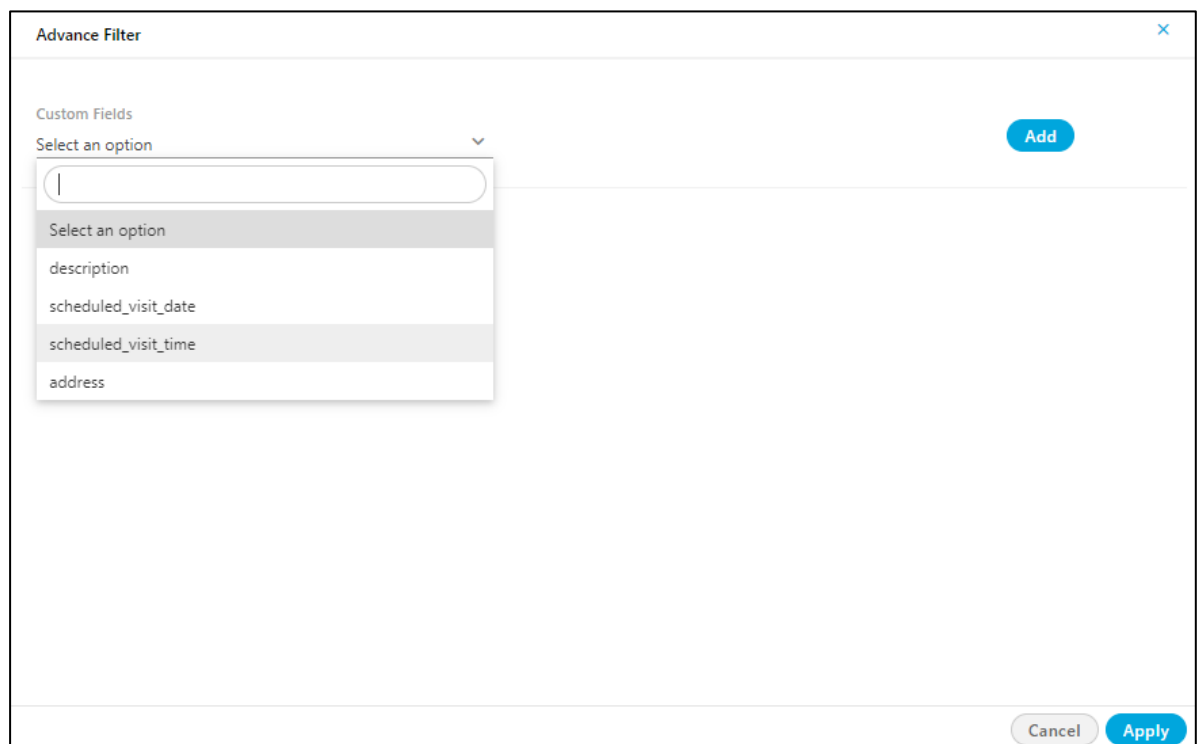 Advance Filter
Custom Fields
Select an option
Add
Select an option
description
scheduled_visit_date
scheduled_visit_time
address
Cancel
Apply